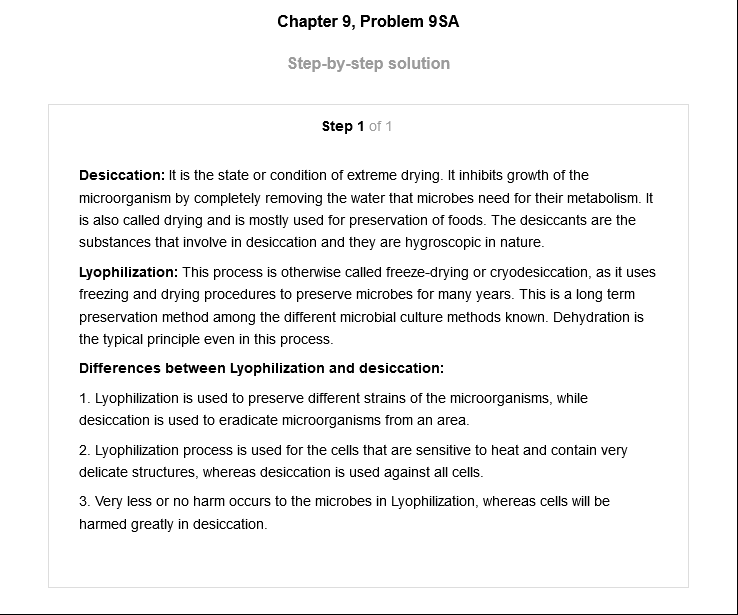 Chapter 9, Problem 9SA
Step-by-step solution
Step 1 of 1
Desiccation: It is the state or condition of extreme drying. It inhibits growth of the
microorganism by completely removing the water that microbes need for their metabolism. It
is also called drying and is mostly used for preservation of foods. The desiccants are the
substances that involve in desiccation and they are hygroscopic in nature.
Lyophilization: This process is otherwise called freeze-drying or cryodesiccation, as it uses
freezing and drying procedures to preserve microbes for many years. This is a long term
preservation method among the different microbial culture methods known. Dehydration is
the typical principle even in this process.
Differences between Lyophilization and desiccation:
1. Lyophilization is used to preserve different strains of the microorganisms, while
desiccation is used to eradicate microorganisms from an area.
2. Lyophilization process is used for the cells that are sensitive to heat and contain very
delicate structures, whereas desiccation is used against all cells.
3. Very less or no harm occurs to the microbes in Lyophilization, whereas cells will be
harmed greatly in desiccation.